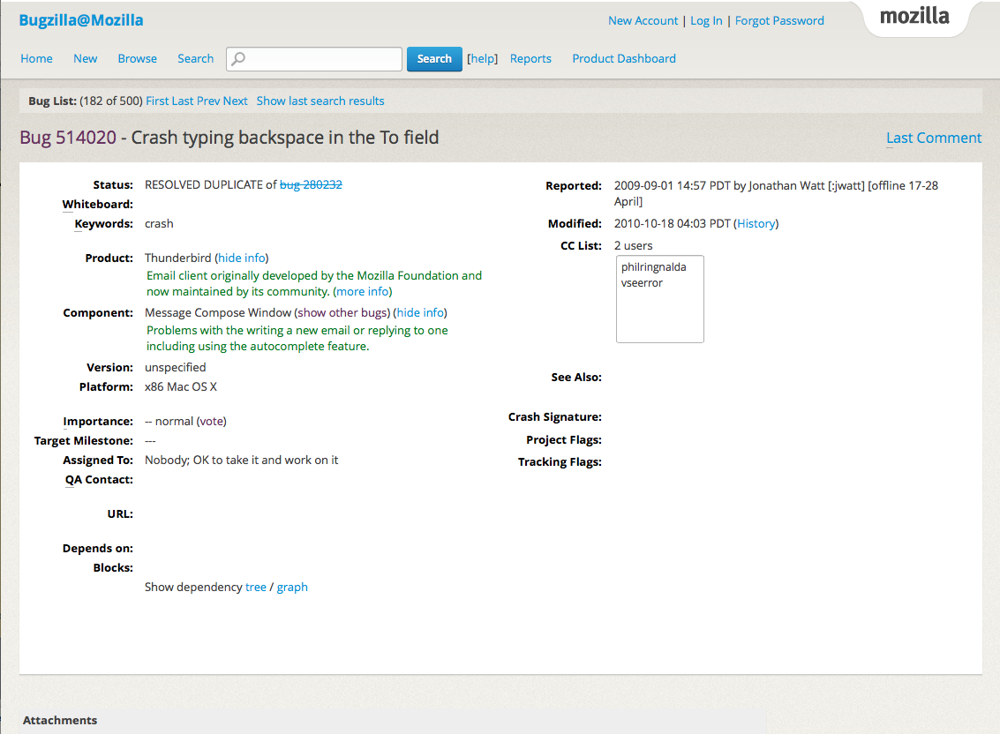 Bugzilla@Mozilla
New Account | Log In | Forgot Password
mozilla
Home New Browse Search Search [help] Reports Product Dashboard
Bug List: (182 of 500) First Last Prev Next Show last search results
Bug 514020 - Crash typing backspace in the To field
Last Comment
Status: RESOLVED DUPLICATE of bug 280232
Whiteboard:
Keywords: crash
Product: Thunderbird (hide info)
Email client originally developed by the Mozilla Foundation and
now maintained by its community. (more info)
Component: Message Compose Window (show other bugs) (hide info)
Problems with the writing a new email or replying to one
including using the autocomplete feature.
Version: unspecified
Platform: x86 Mac OS X
Importance: -- normal (vote)
Target Milestone: ---
Assigned To: Nobody; OK to take it and work on it
QA Contact:
URL:
Depends on:
Blocks:
Show dependency tree / graph
Reported: 2009-09-01 14:57 PDT by Jonathan Watt [:jwatt] [offline 17-28
April]
Modified: 2010-10-18 04:03 PDT (History)
CC List: 2 users
philringnalda
vseerror
See Also:
Crash Signature:
Project Flags:
Tracking Flags:
Attachments